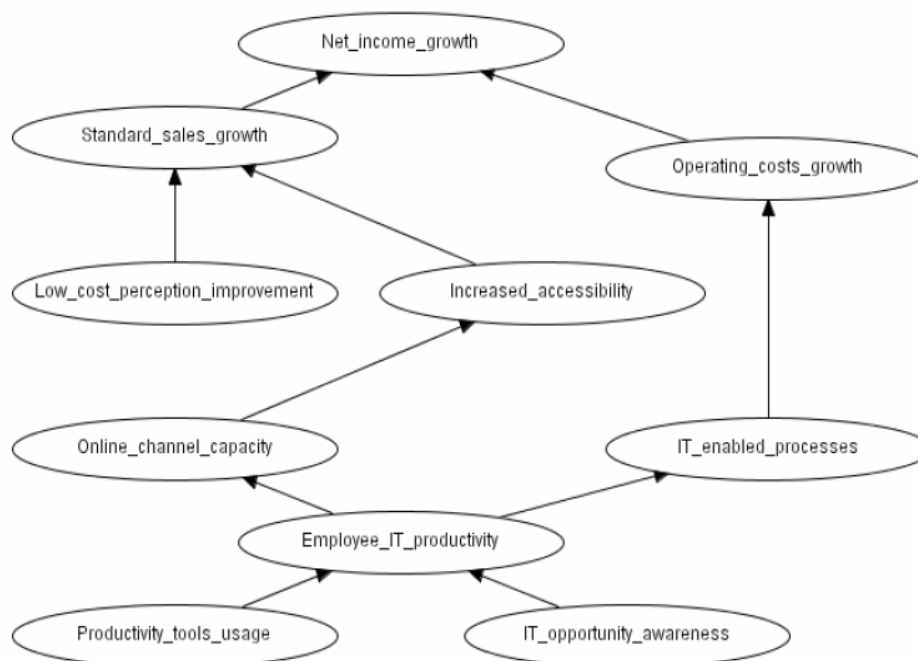 Net_income_growth
Standard_sales_growth
Operating_costs_growth
Low_cost_perception_improvement
Increased_accessibility
Online_channel_capacity
IT_enabled_processes
Employee_IT_productivity
Productivity_tools_usage
IT_opportunity_awareness